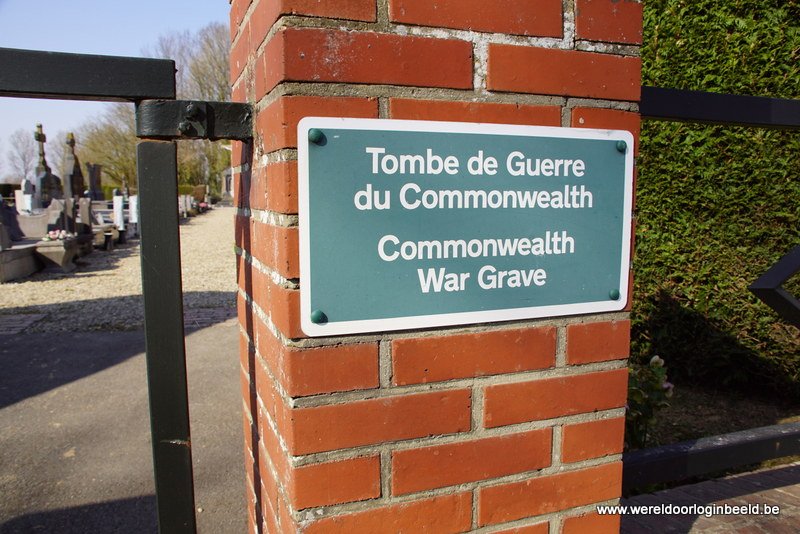 Tombe de Guerre
du Commonwealth
Commonwealth
War Grave
www.wereldoorloginbeeld.be